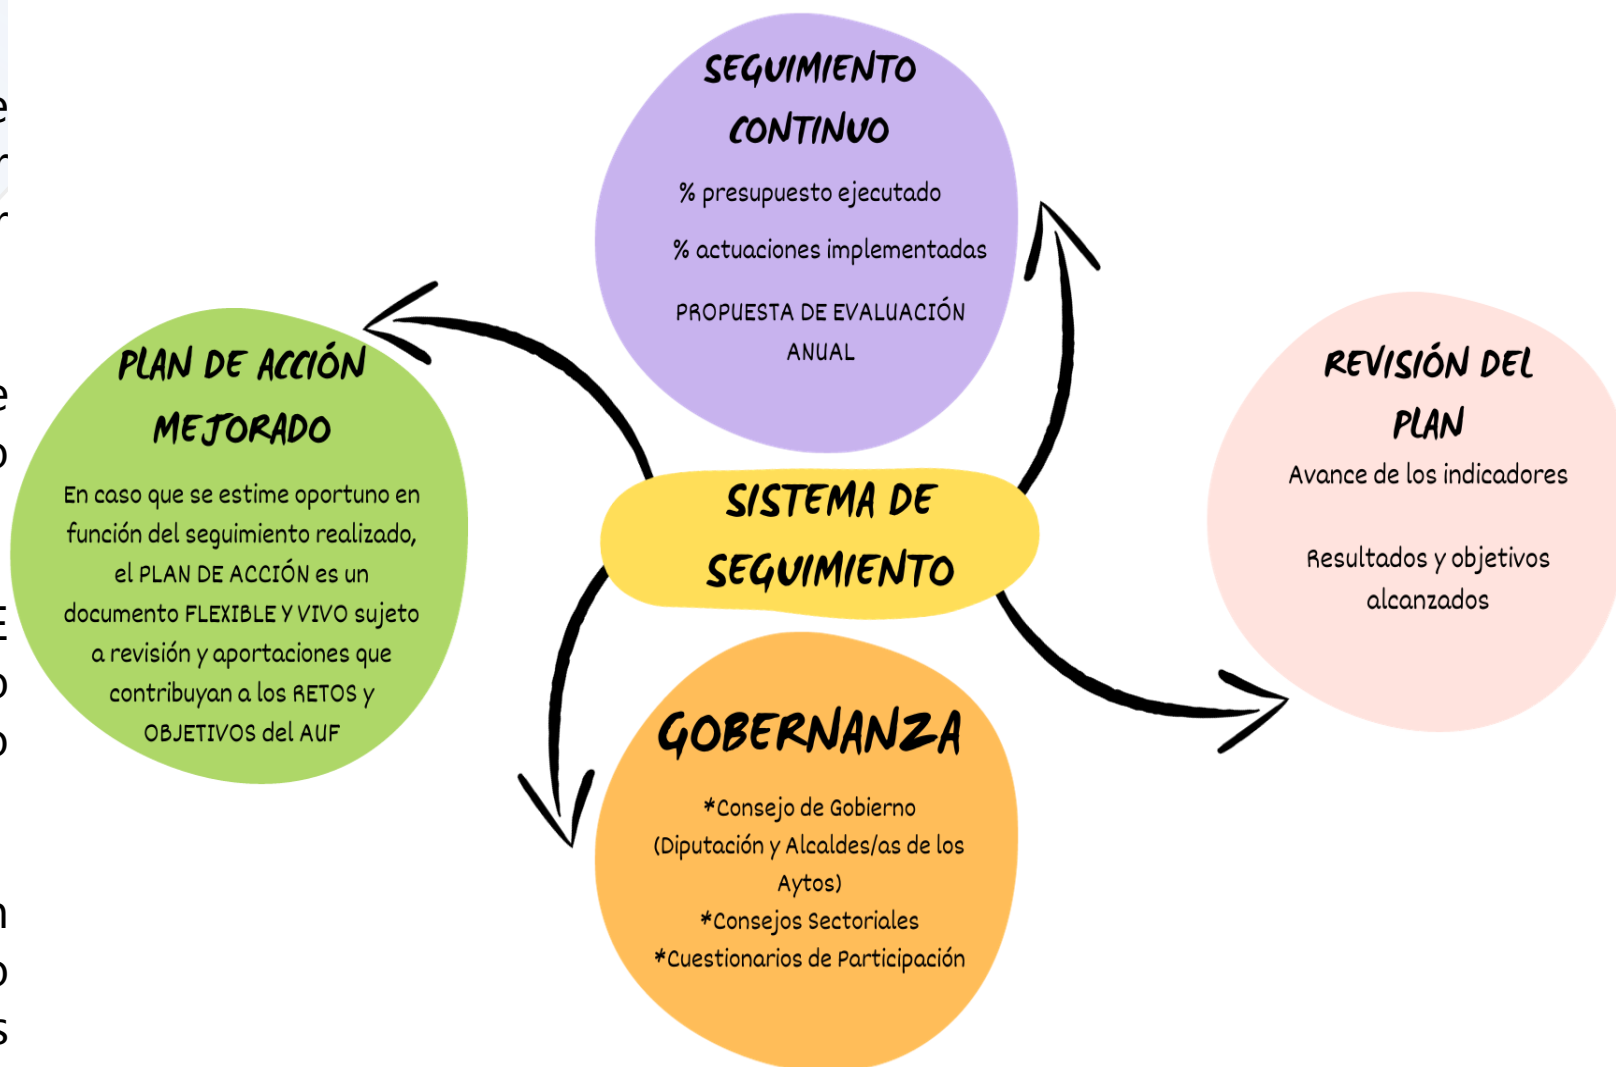 SEGUIMIENTO
CONTINUO
% presupuesto ejecutado
% actuaciones implementadas
PROPUESTA DE EVALUACIÓN
ANUAL
PLAN DE ACCIÓN
MEJORADO
En caso que se estime oportuno en
función del seguimiento realizado,
el PLAN DE ACCIÓN es un
documento FLEXIBLE Y VIVO sujeto
a revisión y aportaciones que
contribuyan a los RETOS y
OBJETIVOS del AUF
SISTEMA DE
SEGUIMIENTO
REVISIÓN DEL
PLAN
Avance de los indicadores
Resultados y objetivos
alcanzados
GOBERNANZA
*Consejo de Gobierno
(Diputación y Alcaldes/as de los
Aytos)
*Consejos Sectoriales
*Cuestionarios de Participación